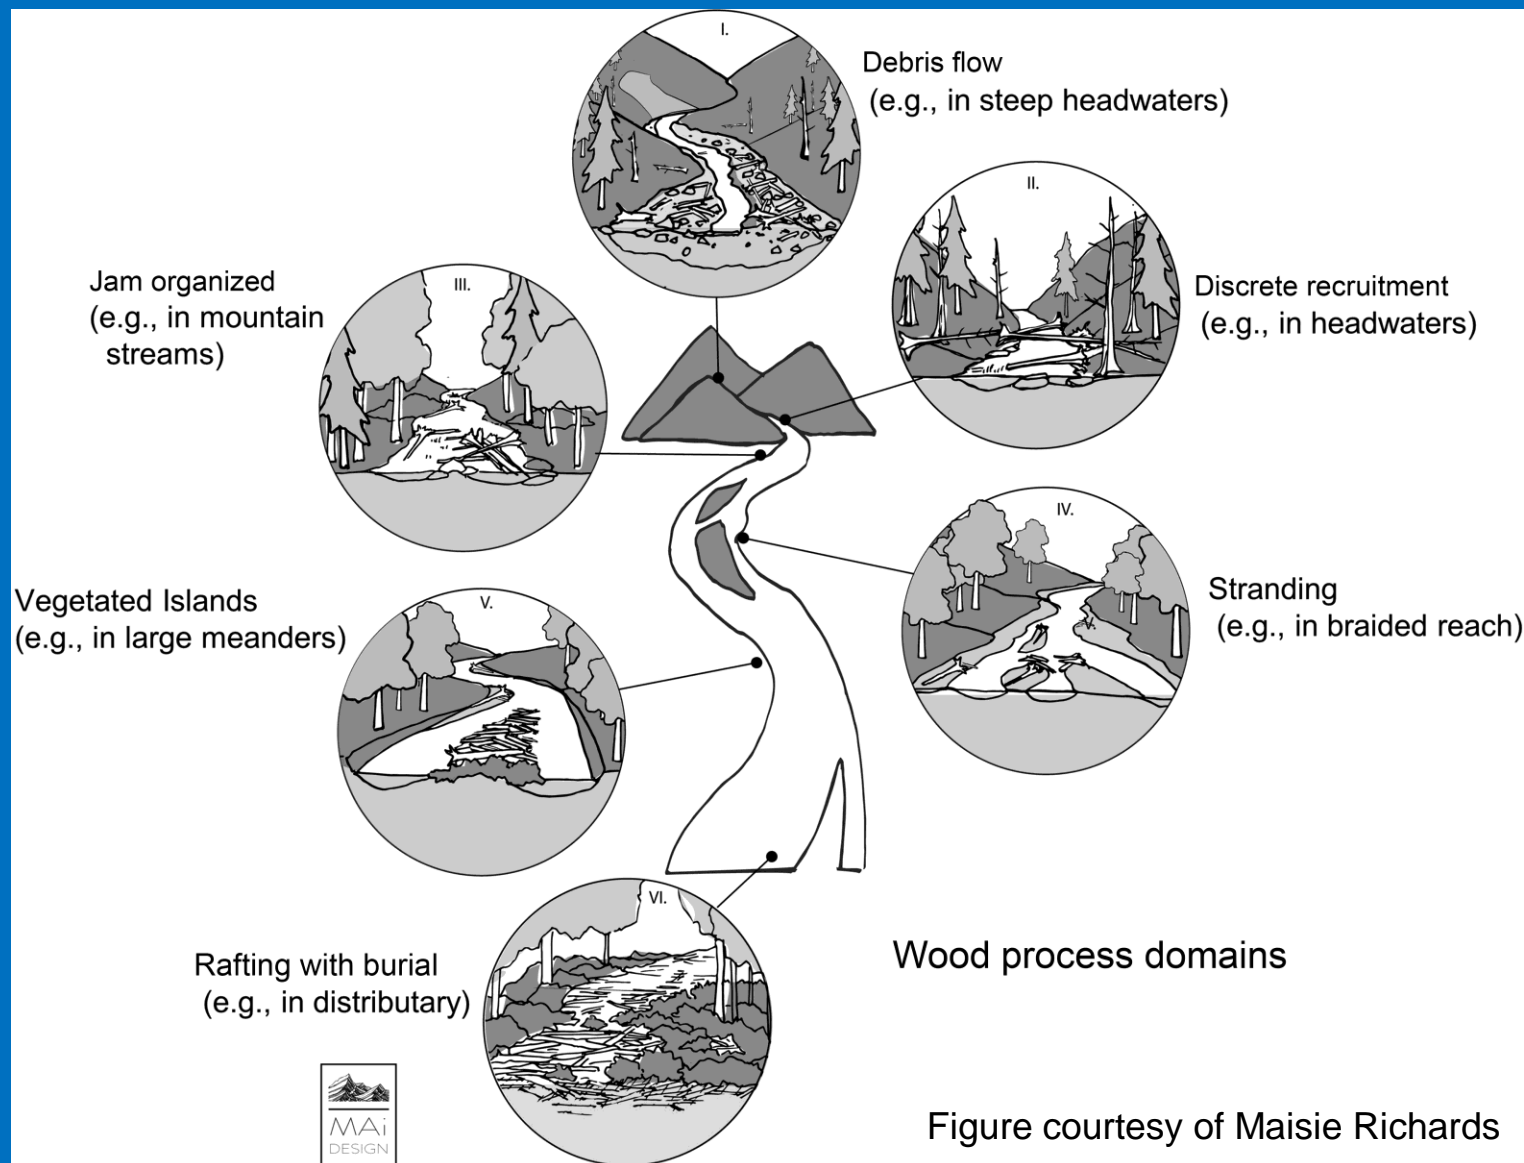 I.
Debris flow
(e.g., in steep headwaters)
II.
Discrete recruitment
(e.g., in headwaters)
Jam organized
(e.g., in mountain
streams)
III.
IV.
Stranding
(e.g., in braided reach)
Vegetated Islands
(e.g., in large meanders)
V.
VI.
Rafting with burial
(e.g., in distributary)
Wood process domains
MAi
DESIGN
Figure courtesy of Maisie Richards